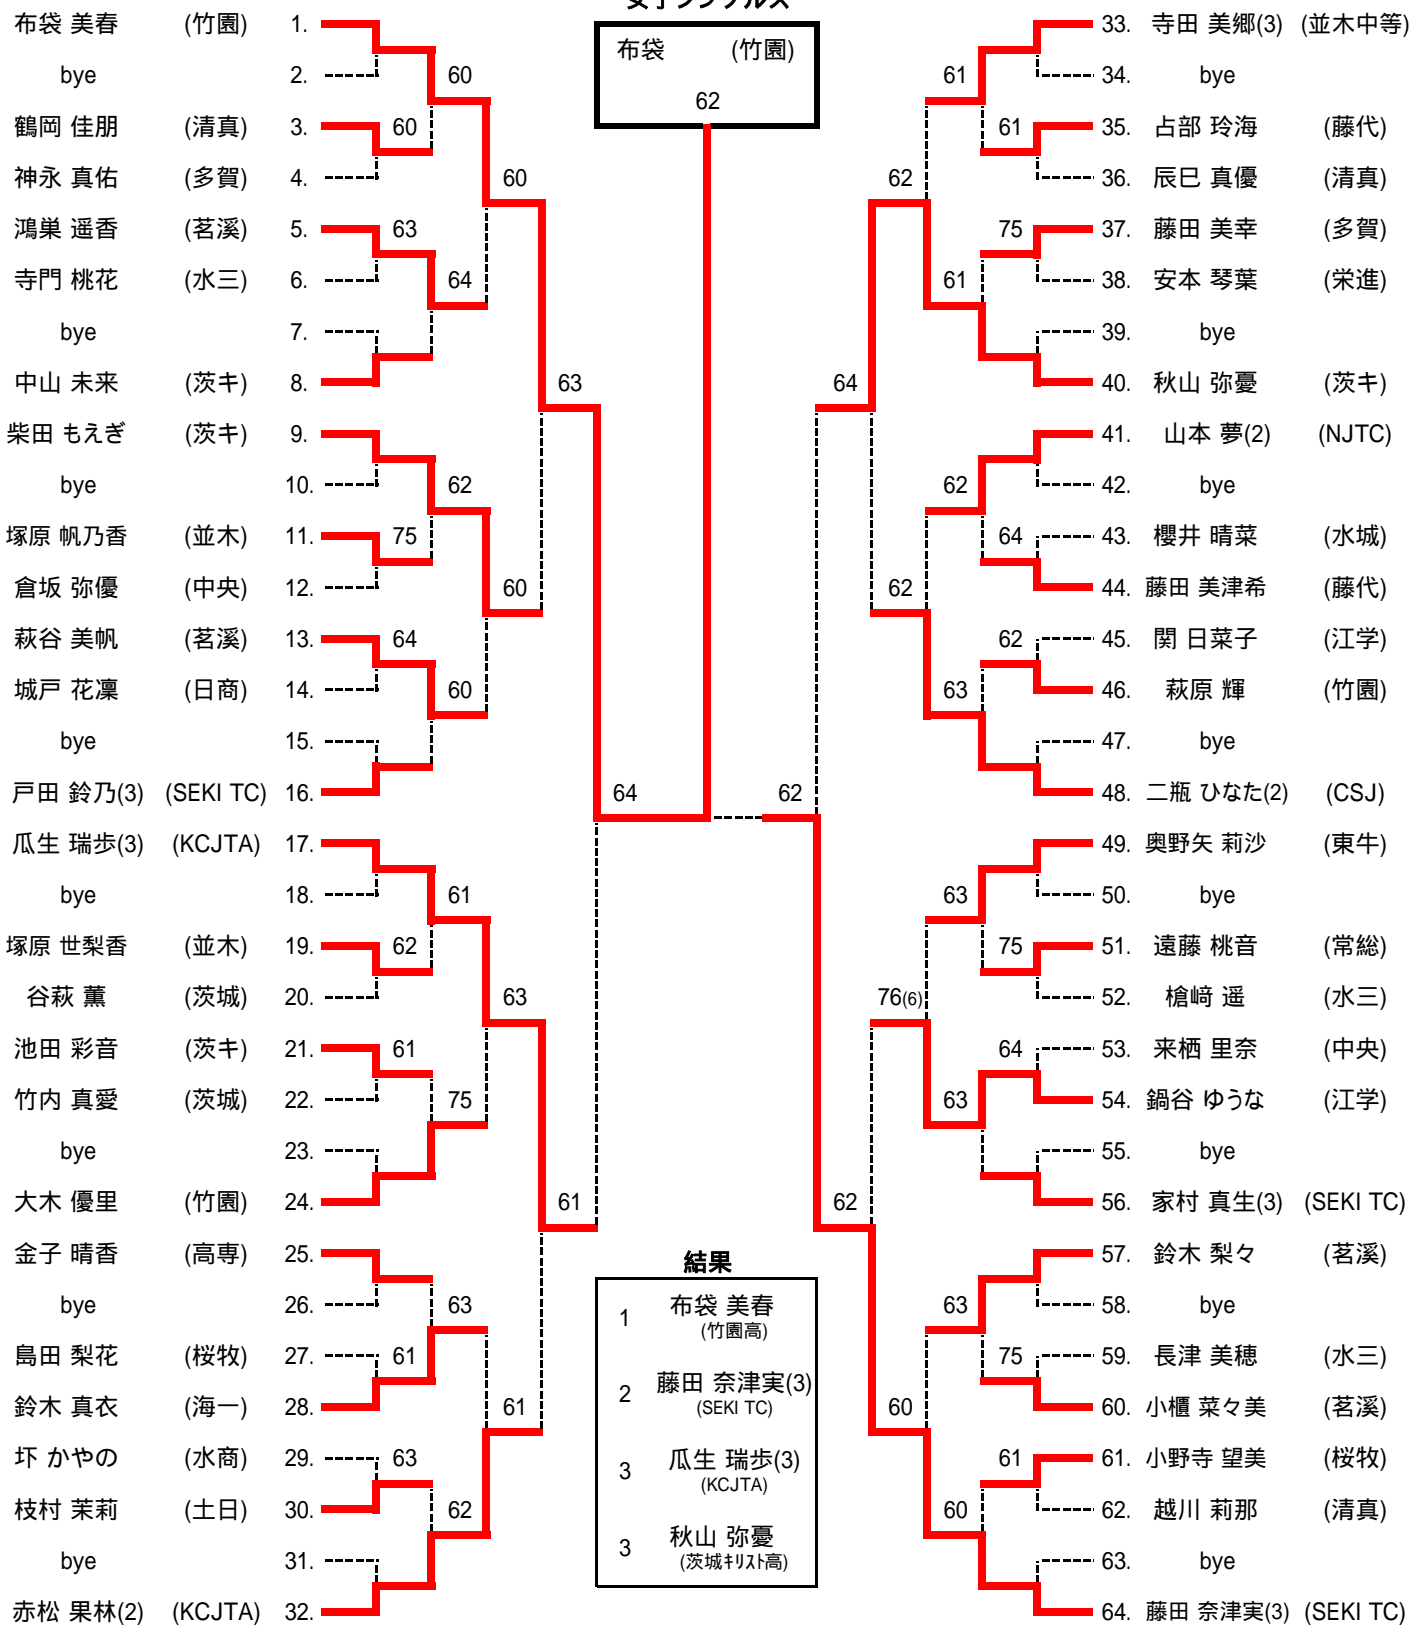 布袋 美春 (竹園) 1.
bye 2.
鶴岡 佳朋 (清真) 3.
神永 真佑 (多賀) 4.
鴻巣 遥香 (茗溪) 5.
寺門 桃花 (水三) 6.
bye 7.
中山 未来 (茨キ) 8.
柴田 もえぎ (茨キ) 9.
bye 10.
塚原 帆乃香 (並木) 11.
倉坂 弥優 (中央) 12.
萩谷 美帆 (茗溪) 13.
城戸 花凜 (日商) 14.
bye 15.
戸田 鈴乃(3) (SEKI TC) 16.
瓜生 瑞歩(3) (KCJTA) 17.
bye 18.
塚原 世梨香 (並木) 19.
谷萩 薫 (茨城) 20.
池田 彩音 (茨キ) 21.
竹内 真愛 (茨城) 22.
bye 23.
大木 優里 (竹園) 24.
金子 晴香 (高専) 25.
bye 26.
島田 梨花 (桜牧) 27.
鈴木 真衣 (海一) 28.
圷 かやの (水商) 29.
枝村 茉莉 (土日) 30.
bye 31.
赤松 果林(2) (KCJTA) 32.
60
63
61
63
60
64
62
75
64
60
61
62
61
75
63
61
63
62
60
60
63
61
63
61
64
女子シングルス
布袋 (竹園)
62
結果
1 布袋 美春
(竹園高)
2 藤田 奈津実(3)
(SEKI TC)
3 瓜生 瑞歩(3)
(KCJTA)
3 秋山 弥憂
(茨城キリスト高)
62
64
62
62
62
76(6)
60
61
61
62
63
63
63
63
60
61
75
64
62
75
64
75
61
33. 寺田 美郷(3) (並木中等)
34. bye
35. 占部 玲海 (藤代)
36. 辰巳 真優 (清真)
37. 藤田 美幸 (多賀)
38. 安本 琴葉 (栄進)
39. bye
40. 秋山 弥憂 (茨キ)
41. 山本 夢(2) (NJTC)
42. bye
43. 櫻井 晴菜 (水城)
44. 藤田 美津希 (藤代)
45. 関 日菜子 (江学)
46. 萩原 輝 (竹園)
47. bye
48. 二瓶 ひなた(2) (CSJ)
49. 奥野矢 莉沙 (東牛)
50. bye
51. 遠藤 桃音 (常総)
52. 槍﨑 遥 (水三)
53. 来栖 里奈 (中央)
54. 鍋谷 ゆうな (江学)
55. bye
56. 家村 真生(3) (SEKI TC)
57. 鈴木 梨々 (茗溪)
58. bye
59. 長津 美穂 (水三)
60. 小櫃 菜々美 (茗溪)
61. 小野寺 望美 (桜牧)
62. 越川 莉那 (清真)
63. bye
64. 藤田 奈津実(3) (SEKI TC)